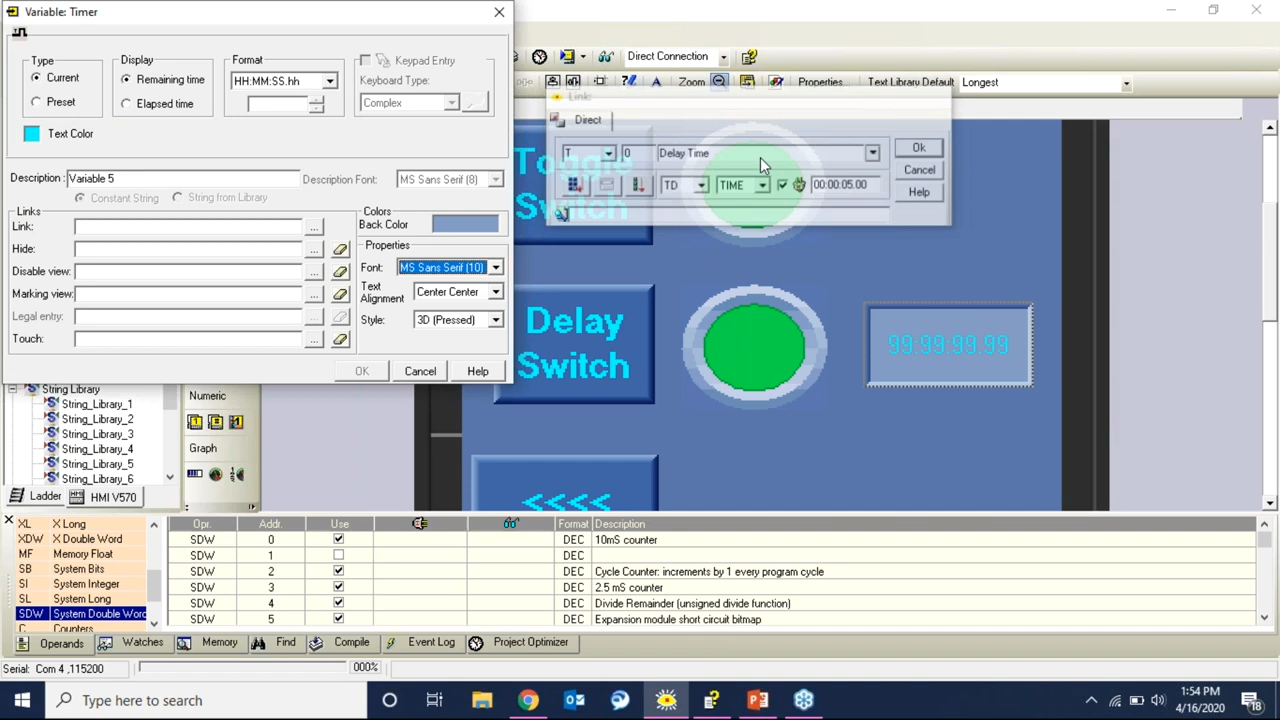 Variable: Timer
Type
Current
Preset
Display
Remaining time
Elapsed time
Format
HH:MM:SS.hh
Keypad Entry
Keyboard Type:
Complex
Text Color
Description:
Variable 5
Description Font:
MS Sans Serif (8)
Constant String
String from Library
Links
Link:
...
Hide:
...
Disable view:
...
Marking view:
...
Legal entry:
...
Touch:
...
Colors
Back Color
Properties
Font:
MS Sans Serif (10)
Text Alignment
Center Center
Style:
3D (Pressed)
OK
Cancel
Help
Direct Connection
Zoom
Properties...
Text Library Default
Longest
Link:
Direct
T
0
Delay Time
TD
TIME
00:00:05.00
Ok
Cancel
Help
Toggle
Switch
Delay
Switch
99:99:99.99
<<<<
String Library
String_Library_1
String_Library_2
String_Library_3
String_Library_4
String_Library_5
String_Library_6
Ladder
HMI V570
Numeric
Graph
XL X Long
XDW X Double Word
MF Memory Float
SB System Bits
SI System Integer
SL System Long
SDW System Double Word
C Counters
Opr. Addr. Use Format Description
SDW 0 DEC 10mS counter
SDW 1 DEC
SDW 2 DEC Cycle Counter: increments by 1 every program cycle
SDW 3 DEC 2.5 mS counter
SDW 4 DEC Divide Remainder (unsigned divide function)
SDW 5 DEC Expansion module short circuit bitmap
Operands
Watches
Memory
Find
Compile
Event Log
Project Optimizer
Serial: Com 4 ,115200
000%
Type here to search
1:54 PM
4/16/2020
18